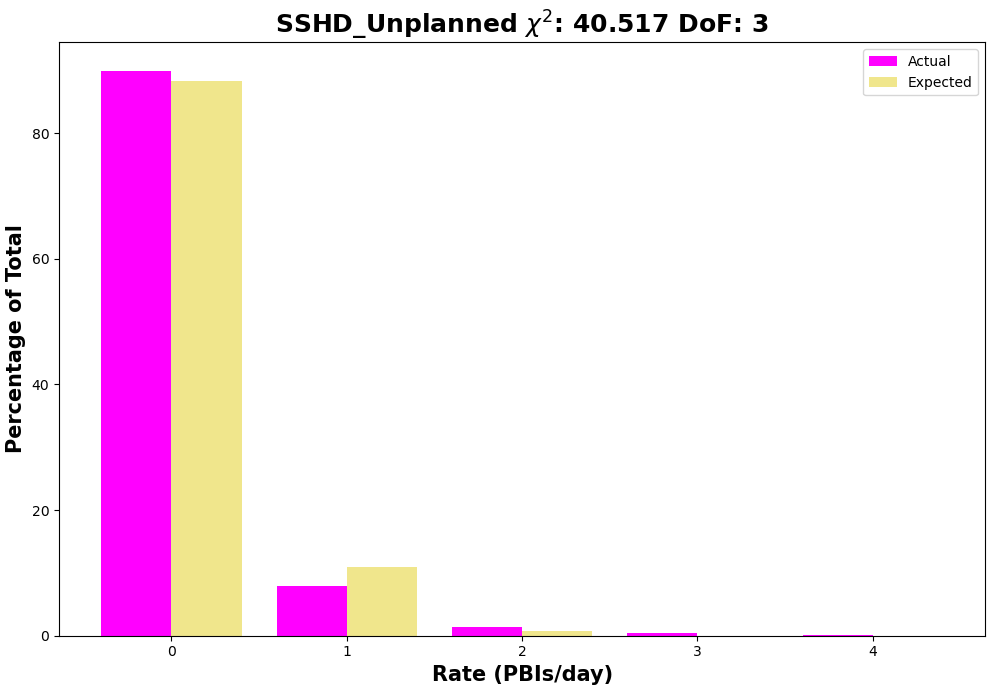 SSHD_Unplanned χ²: 40.517 DoF: 3
Actual
Expected
Percentage of Total
80
60
40
20
0
0 1 2 3 4
Rate (PBIs/day)